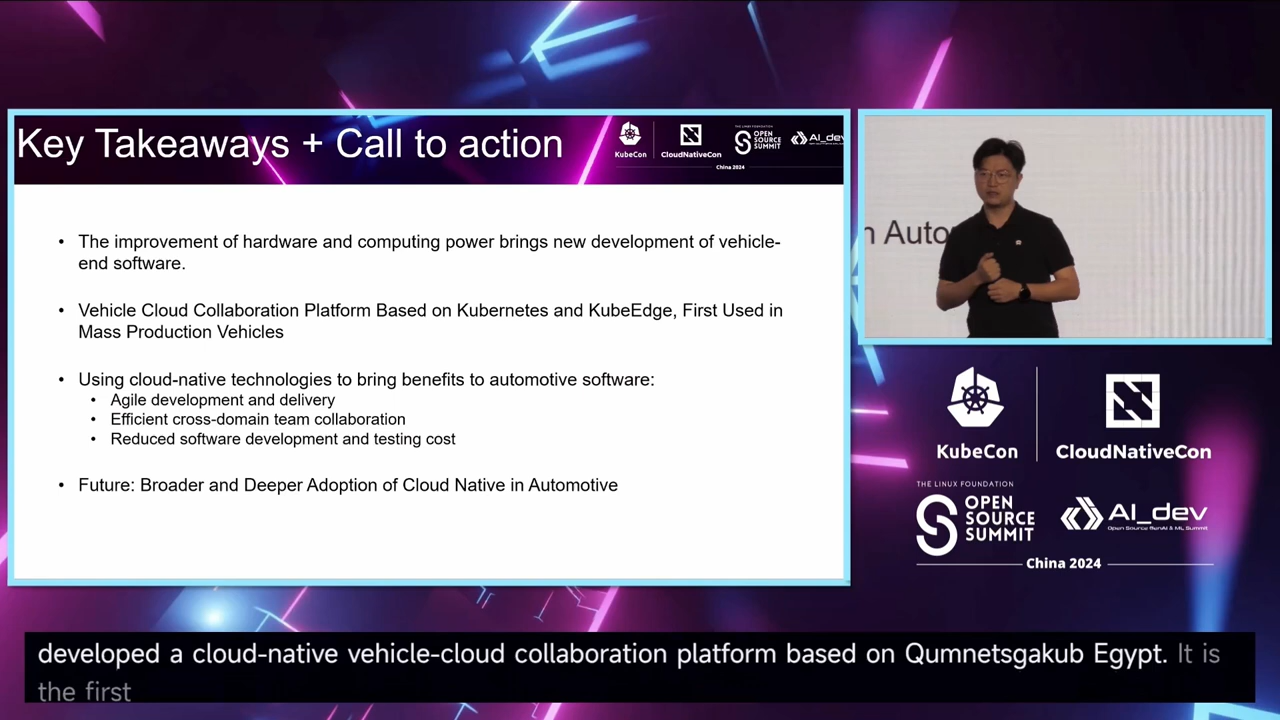 Key Takeaways + Call to action
KubeCon
CloudNativeCon
THE LINUX FOUNDATION
OPEN
SOURCE
SUMMIT
AI_dev
China 2024
• The improvement of hardware and computing power brings new development of vehicle-
end software.
• Vehicle Cloud Collaboration Platform Based on Kubernetes and KubeEdge, First Used in
Mass Production Vehicles
• Using cloud-native technologies to bring benefits to automotive software:
• Agile development and delivery
• Efficient cross-domain team collaboration
• Reduced software development and testing cost
• Future: Broader and Deeper Adoption of Cloud Native in Automotive
n Auto
KubeCon
CloudNativeCon
THE LINUX FOUNDATION
OPEN
SOURCE
SUMMIT
AI_dev
Open Source GenAI & ML Summit
China 2024
developed a cloud-native vehicle-cloud collaboration platform based on Qumnetsgakub Egypt. It is
the first